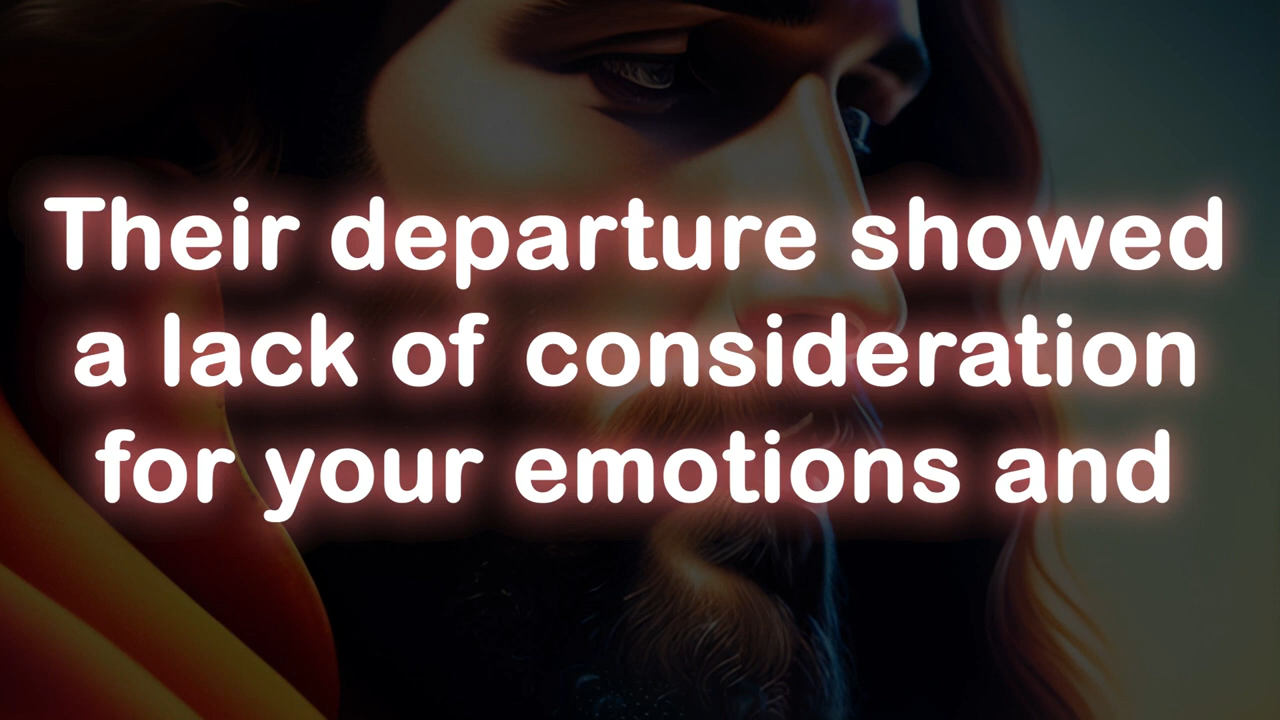 Their departure showed
a lack of consideration
for your emotions and